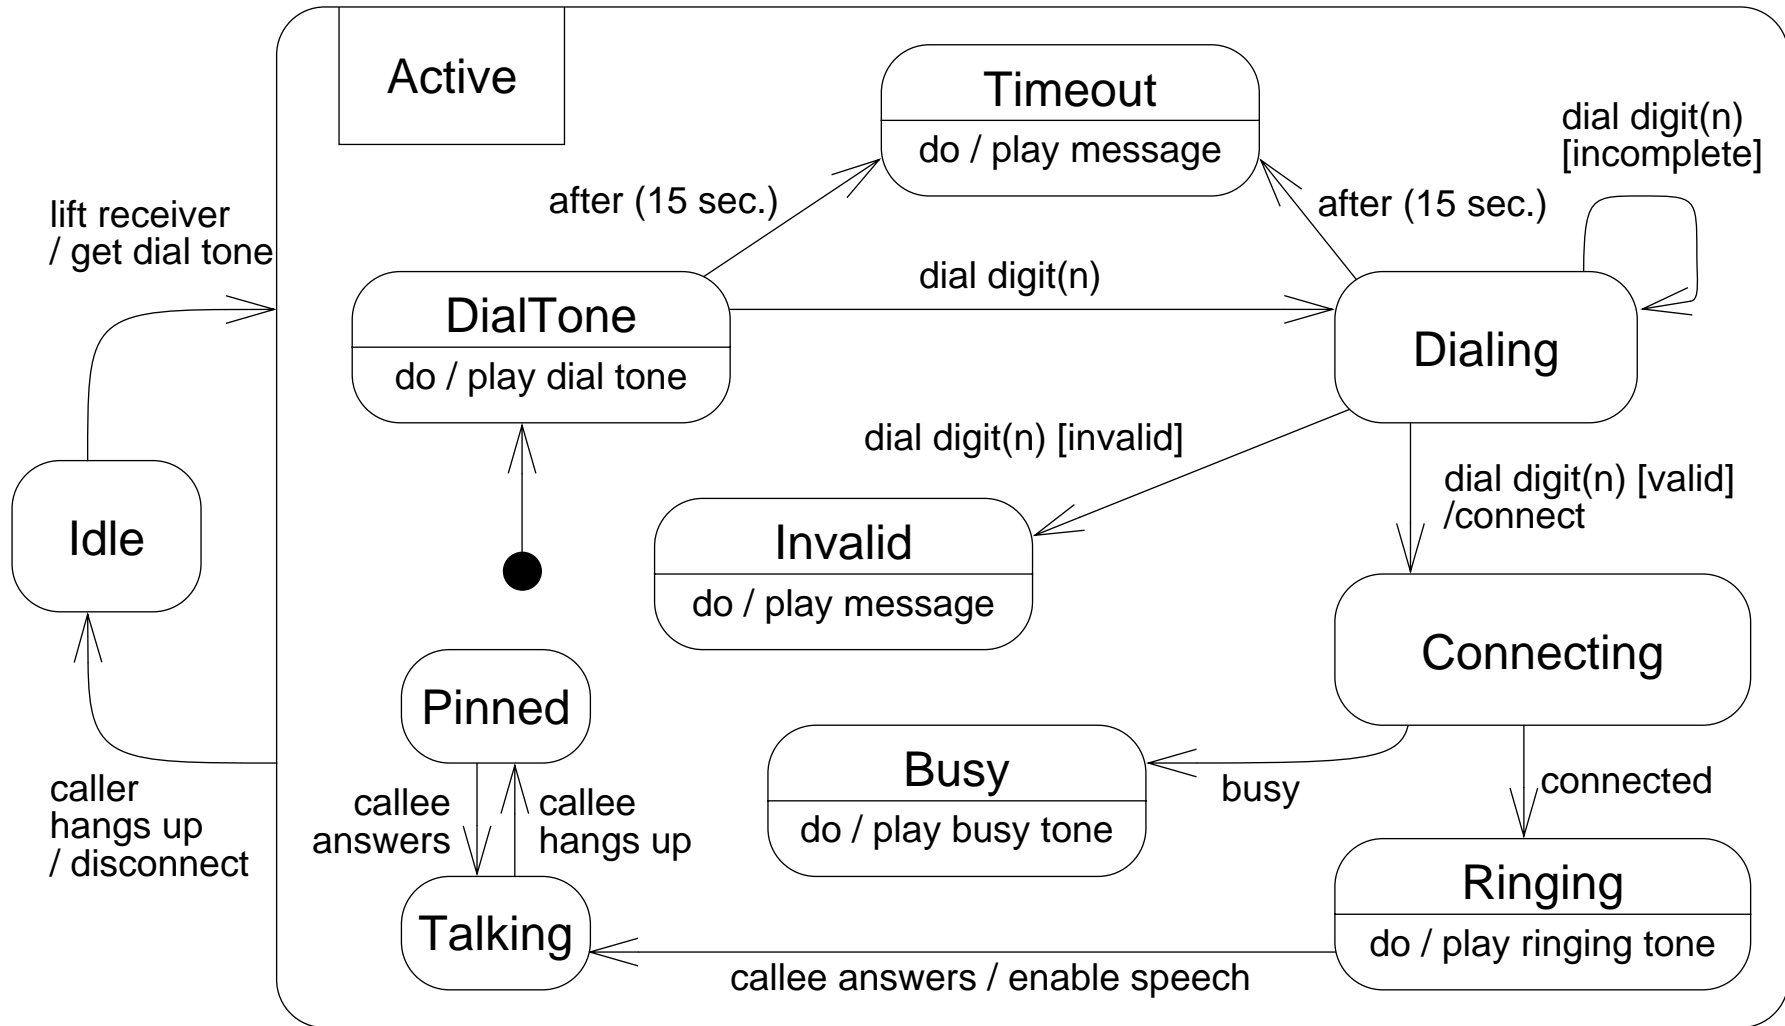 Active
Timeout
do / play message
dial digit(n)
[incomplete]
lift receiver
/ get dial tone
after (15 sec.)
after (15 sec.)
dial digit(n)
DialTone
do / play dial tone
Dialing
dial digit(n) [invalid]
dial digit(n) [valid]
/connect
Idle
Invalid
do / play message
Connecting
Pinned
Busy
do / play busy tone
busy
connected
caller
hangs up
/ disconnect
callee
answers
callee
hangs up
Ringing
do / play ringing tone
Talking
callee answers / enable speech